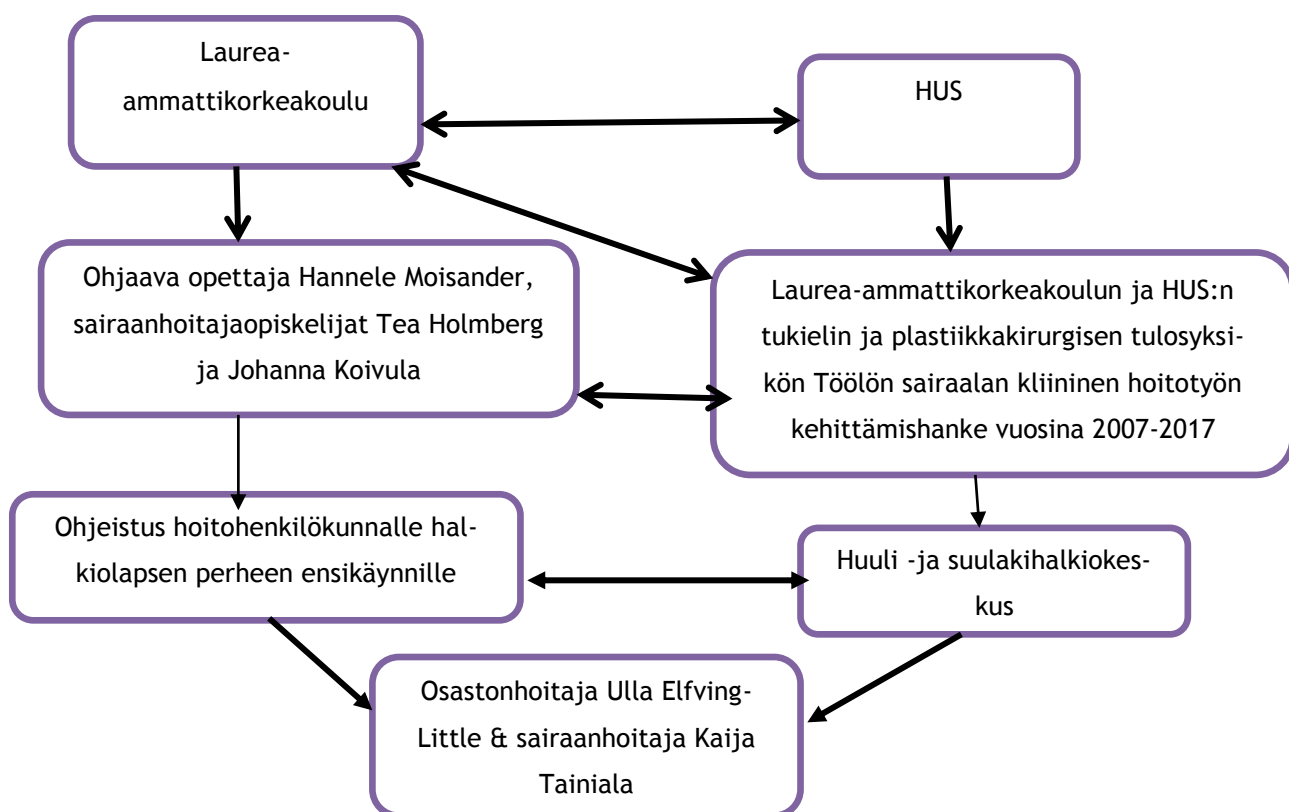 Laurea-
ammattikorkeakoulu
HUS
Ohjaava opettaja Hannele Moisander,
sairaanhoitajaopiskelijat Tea Holmberg
ja Johanna Koivula
Laurea-ammattikorkeakoulun ja HUS:n
tukielin ja plastiikkakirurgisen tulosyksi-
kön Töölön sairaalan kliininen hoitotyön
kehittämishanke vuosina 2007-2017
Ohjeistus hoitohenkilökunnalle hal-
kiolapsen perheen ensikäynnille
Huuli -ja suulakihalkiokes-
kus
Osastonhoitaja Ulla Elfving-
Little & sairaanhoitaja Kaija
Tainiala